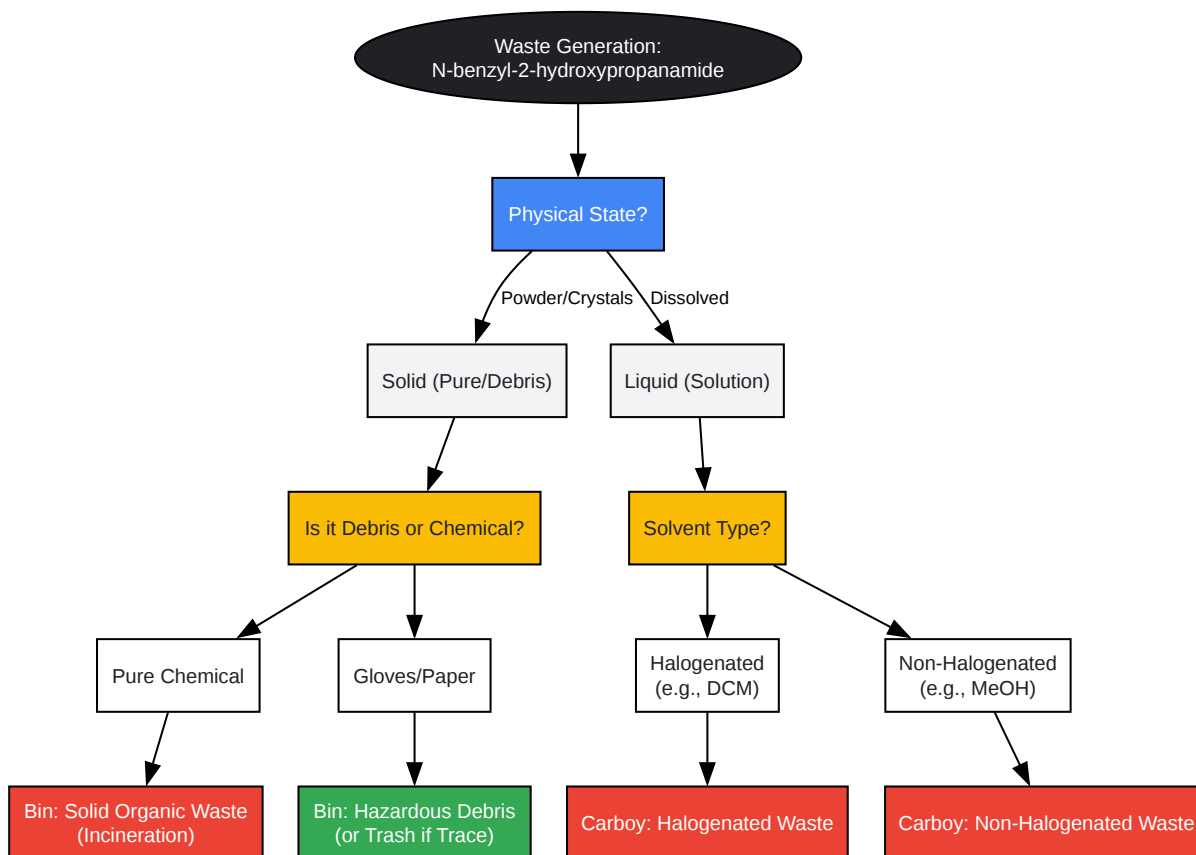 Waste Generation:
N-benzyl-2-hydroxypropanamide
Physical State?
Powder/Crystals
Dissolved
Solid (Pure/Debris)
Liquid (Solution)
Is it Debris or Chemical?
Solvent Type?
Pure Chemical
Gloves/Paper
Halogenated
(e.g., DCM)
Non-Halogenated
(e.g., MeOH)
Bin: Solid Organic Waste
(Incineration)
Bin: Hazardous Debris
(or Trash if Trace)
Carboy: Halogenated Waste
Carboy: Non-Halogenated Waste